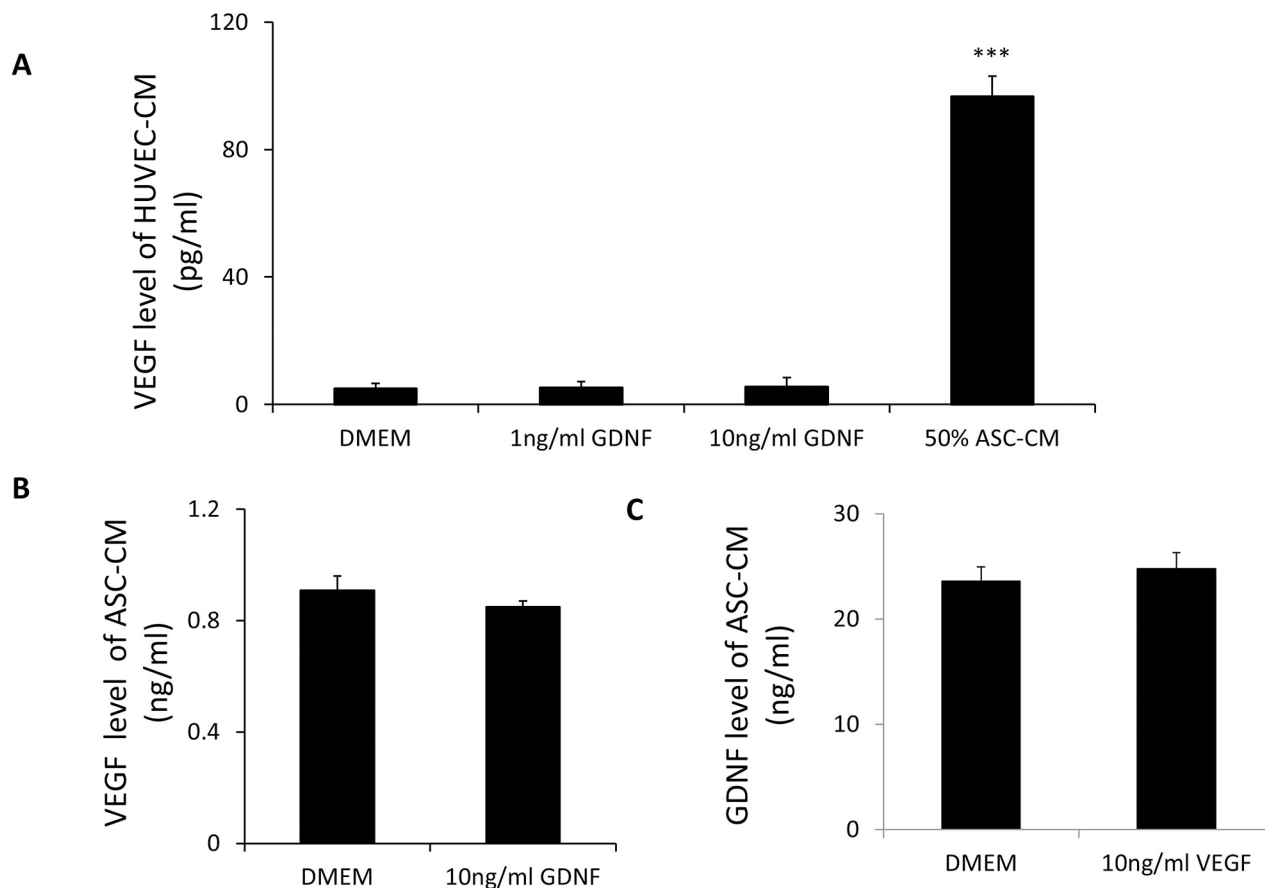 A
VEGF level of HUVEC-CM
(pg/ml)
120
80
40
0
***
DMEM
1ng/ml GDNF
10ng/ml GDNF
50% ASC-CM
B
VEGF level of ASC-CM
(ng/ml)
1.2
0.8
0.4
0
DMEM
10ng/ml GDNF
C
GDNF level of ASC-CM
(ng/ml)
30
20
10
0
DMEM
10ng/ml VEGF